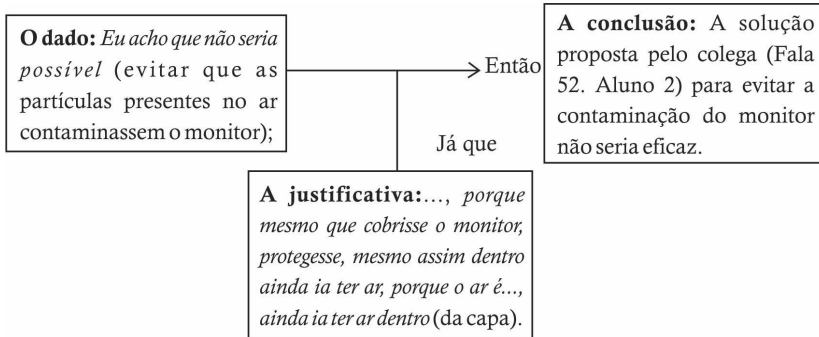 O dado: Eu acho que não seria
possível (evitar que as
partículas presentes no ar
contaminassem o monitor);
Então
A conclusão: A solução
proposta pelo colega (Fala
52. Aluno 2) para evitar a
contaminação do monitor
não seria eficaz.
Já que
A justificativa:..., porque
mesmo que cobrisse o monitor,
protegesse, mesmo assim dentro
ainda ia ter ar, porque o ar é...,
ainda ia ter ar dentro (da capa).